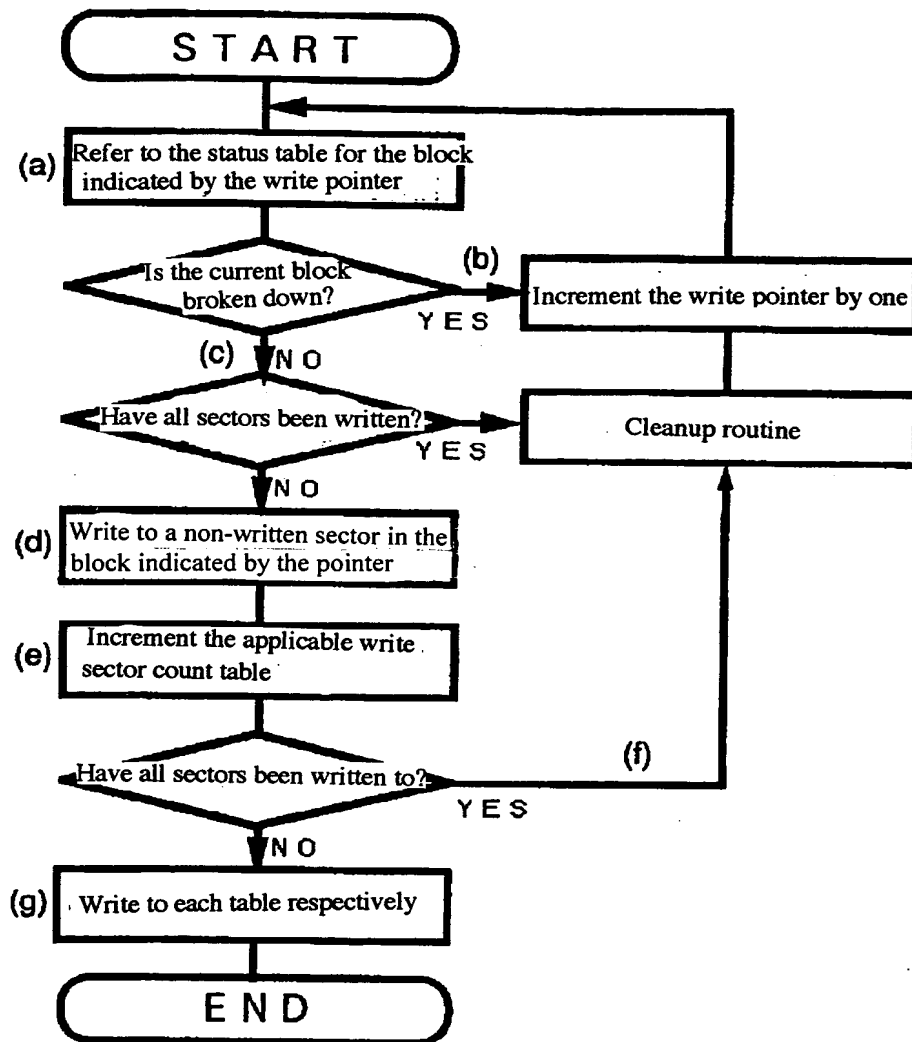 START
(a)
Refer to the status table for the block
indicated by the write pointer
Is the current block
broken down?
(b)
YES
Increment the write pointer by one
(c)
NO
Have all sectors been written?
YES
Cleanup routine
NO
(d)
Write to a non-written sector in the
block indicated by the pointer
(e)
Increment the applicable write
sector count table
Have all sectors been written to?
(f)
YES
NO
(g)
Write to each table respectively
END